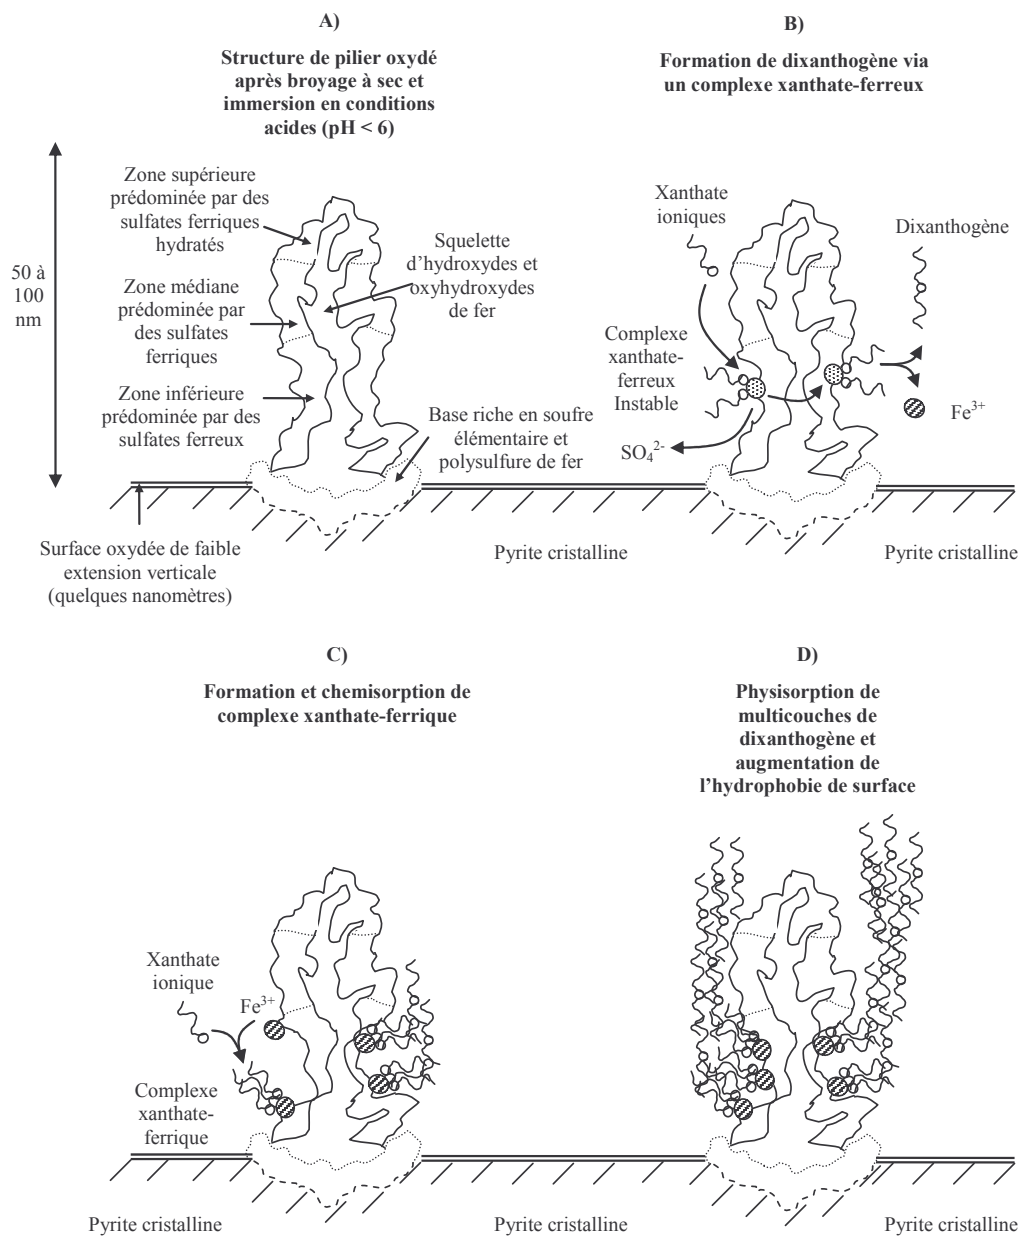 A)
Structure de pilier oxydé
après broyage à sec et
immersion en conditions
acides (pH < 6)
50 à
100
nm
Zone supérieure
prédominée par des
sulfates ferriques
hydratés
Zone médiane
prédominée par
des sulfates
ferriques
Zone inférieure
prédominée par des
sulfates ferreux
Squelette
d’hydroxydes et
oxyhydroxydes
de fer
Base riche en soufre
élémentaire et
polysulfure de fer
Surface oxydée de faible
extension verticale
(quelques nanomètres)
Pyrite cristalline
B)
Formation de dixanthogène via
un complexe xanthate-ferreux
Xanthate
ioniques
Dixanthogène
Complexe
xanthate-
ferreux
Instable
SO₄²⁻
Fe³⁺
Pyrite cristalline
C)
Formation et chemisorption de
complexe xanthate-ferrique
Xanthate
ionique
Fe³⁺
Complexe
xanthate-
ferrique
Pyrite cristalline
Pyrite cristalline
D)
Physisorption de
multicouches de
dixanthogène et
augmentation de
l’hydrophobie de surface
Pyrite cristalline